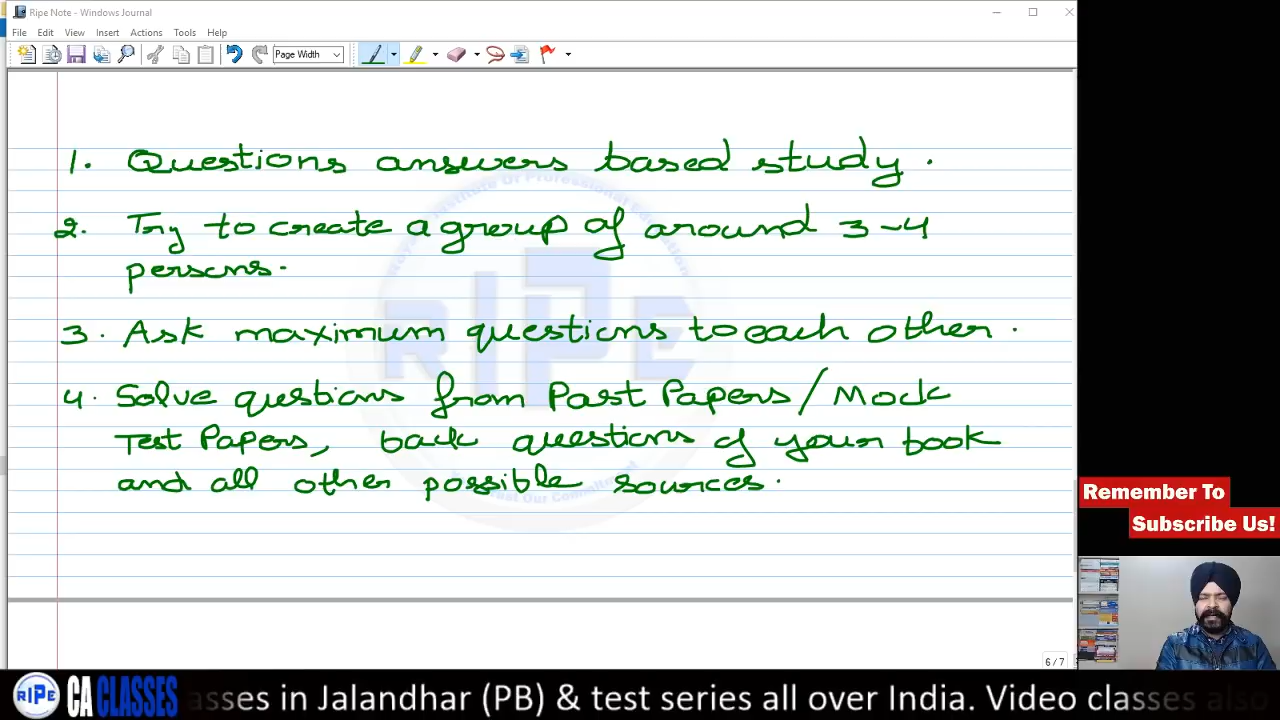 Ripe Note - Windows Journal
File Edit View Insert Actions Tools Help
Page Width
1. Questions answers based study.
2. Try to create a group of around 3-4
persons.
3. Ask maximum questions to each other.
4. Solve questions from Past Papers/Mock
Test Papers, back questions of your book
and all other possible sources.
RIPE
Remember To
Subscribe Us!
6 / 7
RIPE CA CLASSES asses in Jalandhar (PB) & test series all over India. Video classes also